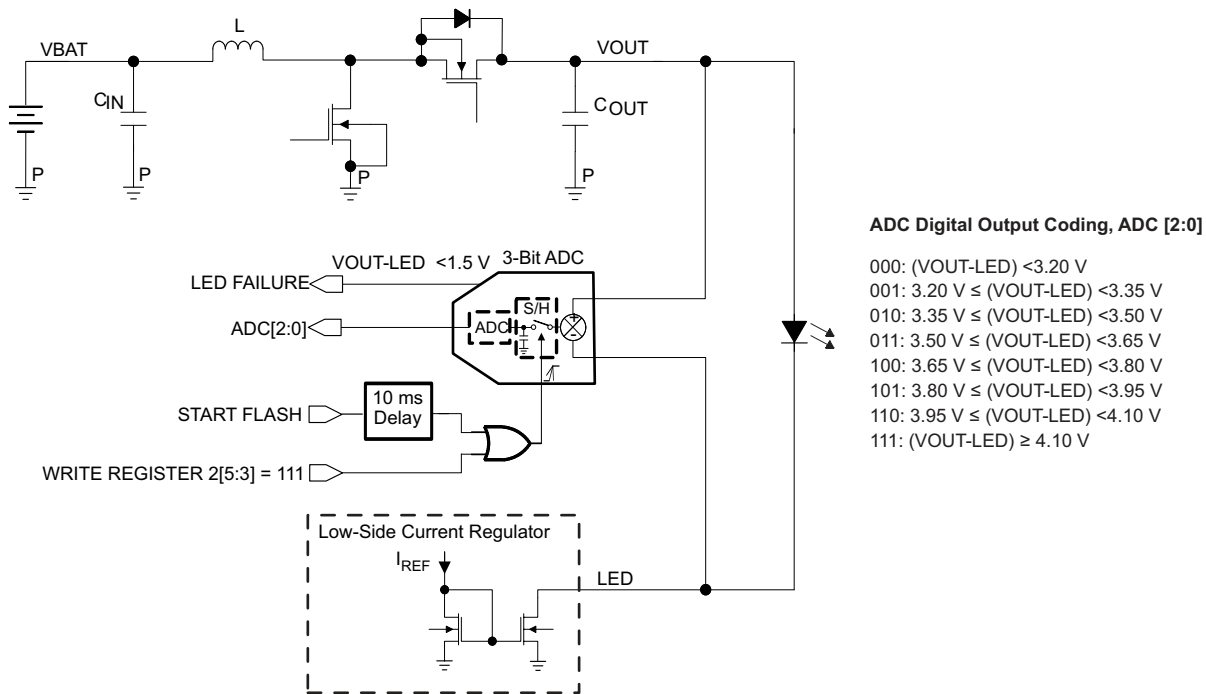 L
VBAT
VOUT
CIN
COUT
P
P
P
P
ADC Digital Output Coding, ADC [2:0]
000: (VOUT-LED) <3.20 V
001: 3.20 V ≤ (VOUT-LED) <3.35 V
010: 3.35 V ≤ (VOUT-LED) <3.50 V
011: 3.50 V ≤ (VOUT-LED) <3.65 V
100: 3.65 V ≤ (VOUT-LED) <3.80 V
101: 3.80 V ≤ (VOUT-LED) <3.95 V
110: 3.95 V ≤ (VOUT-LED) <4.10 V
111: (VOUT-LED) ≥ 4.10 V
VOUT-LED <1.5 V
3-Bit ADC
LED FAILURE
S/H
ADC[2:0]
ADC
+
-
START FLASH
10 ms
Delay
WRITE REGISTER 2[5:3] = 111
Low-Side Current Regulator
IREF
LED